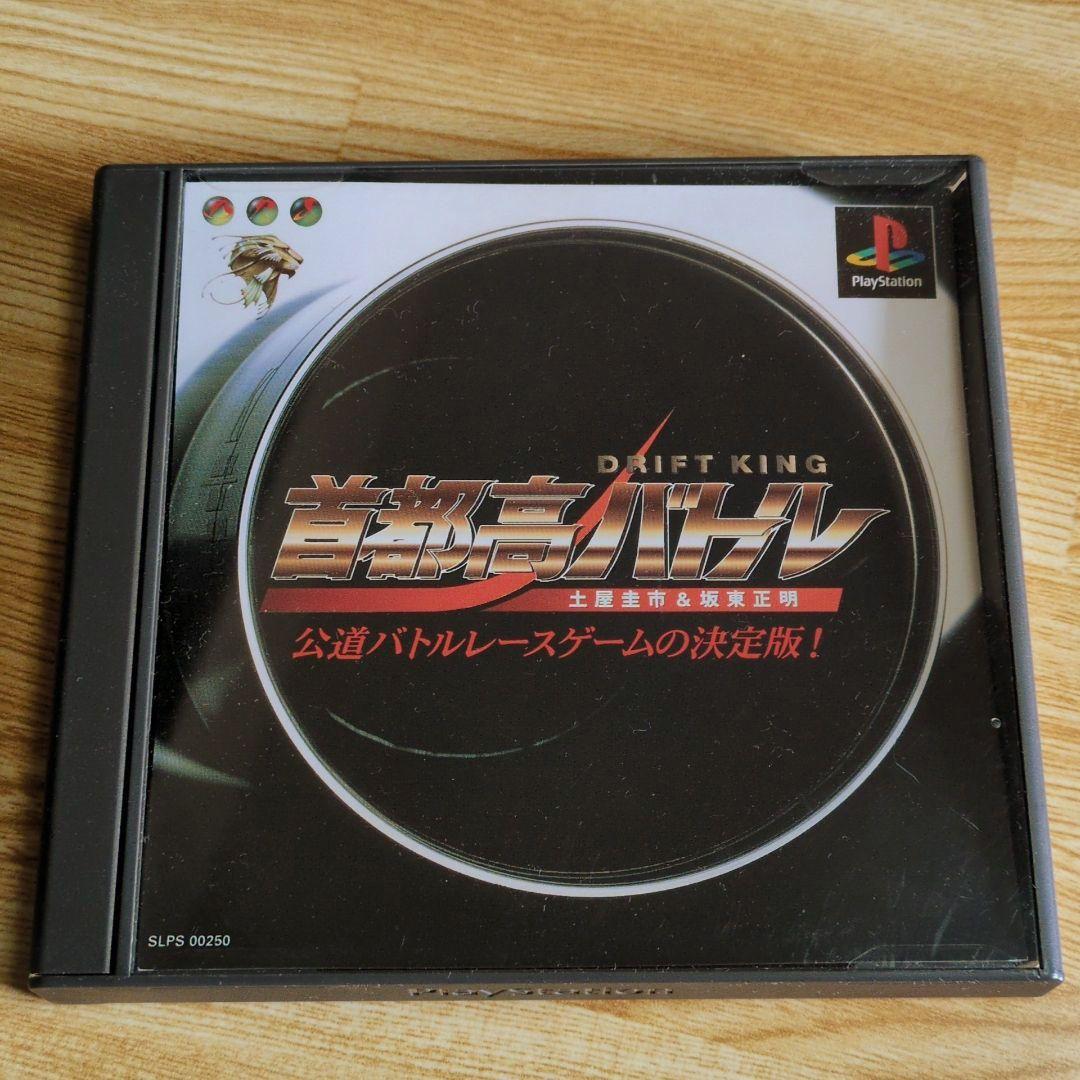 PlayStation
DRIFT KING
首都高バトル
土屋圭市&坂東正明
公道バトルレースゲームの決定版!
SLPS 00250
PlayStation